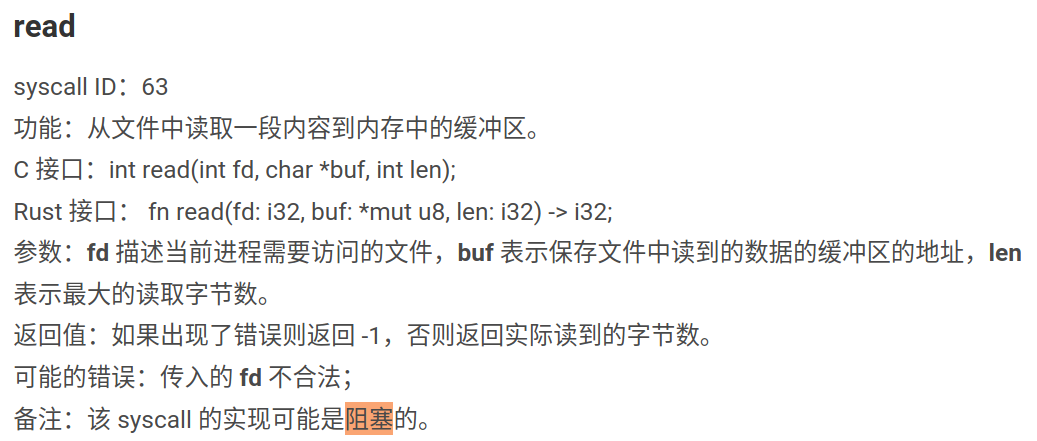 read
syscall ID：63
功能：从文件中读取一段内容到内存中的缓冲区。
C 接口：int read(int fd, char *buf, int len);
Rust 接口： fn read(fd: i32, buf: *mut u8, len: i32) -> i32;
参数：fd 描述当前进程需要访问的文件，buf 表示保存文件中读到的数据的缓冲区的地址，len
表示最大的读取字节数。
返回值：如果出现了错误则返回 -1，否则返回实际读到的字节数。
可能的错误：传入的 fd 不合法；
备注：该 syscall 的实现可能是阻塞的。